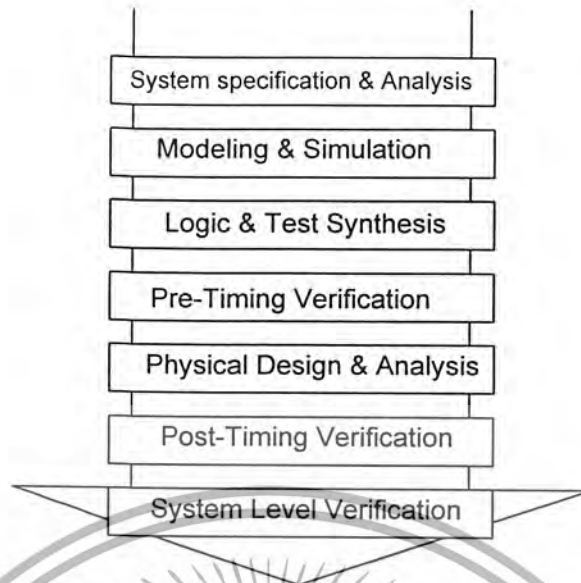 System specification & Analysis
Modeling & Simulation
Logic & Test Synthesis
Pre-Timing Verification
Physical Design & Analysis
Post-Timing Verification
System Level Verification